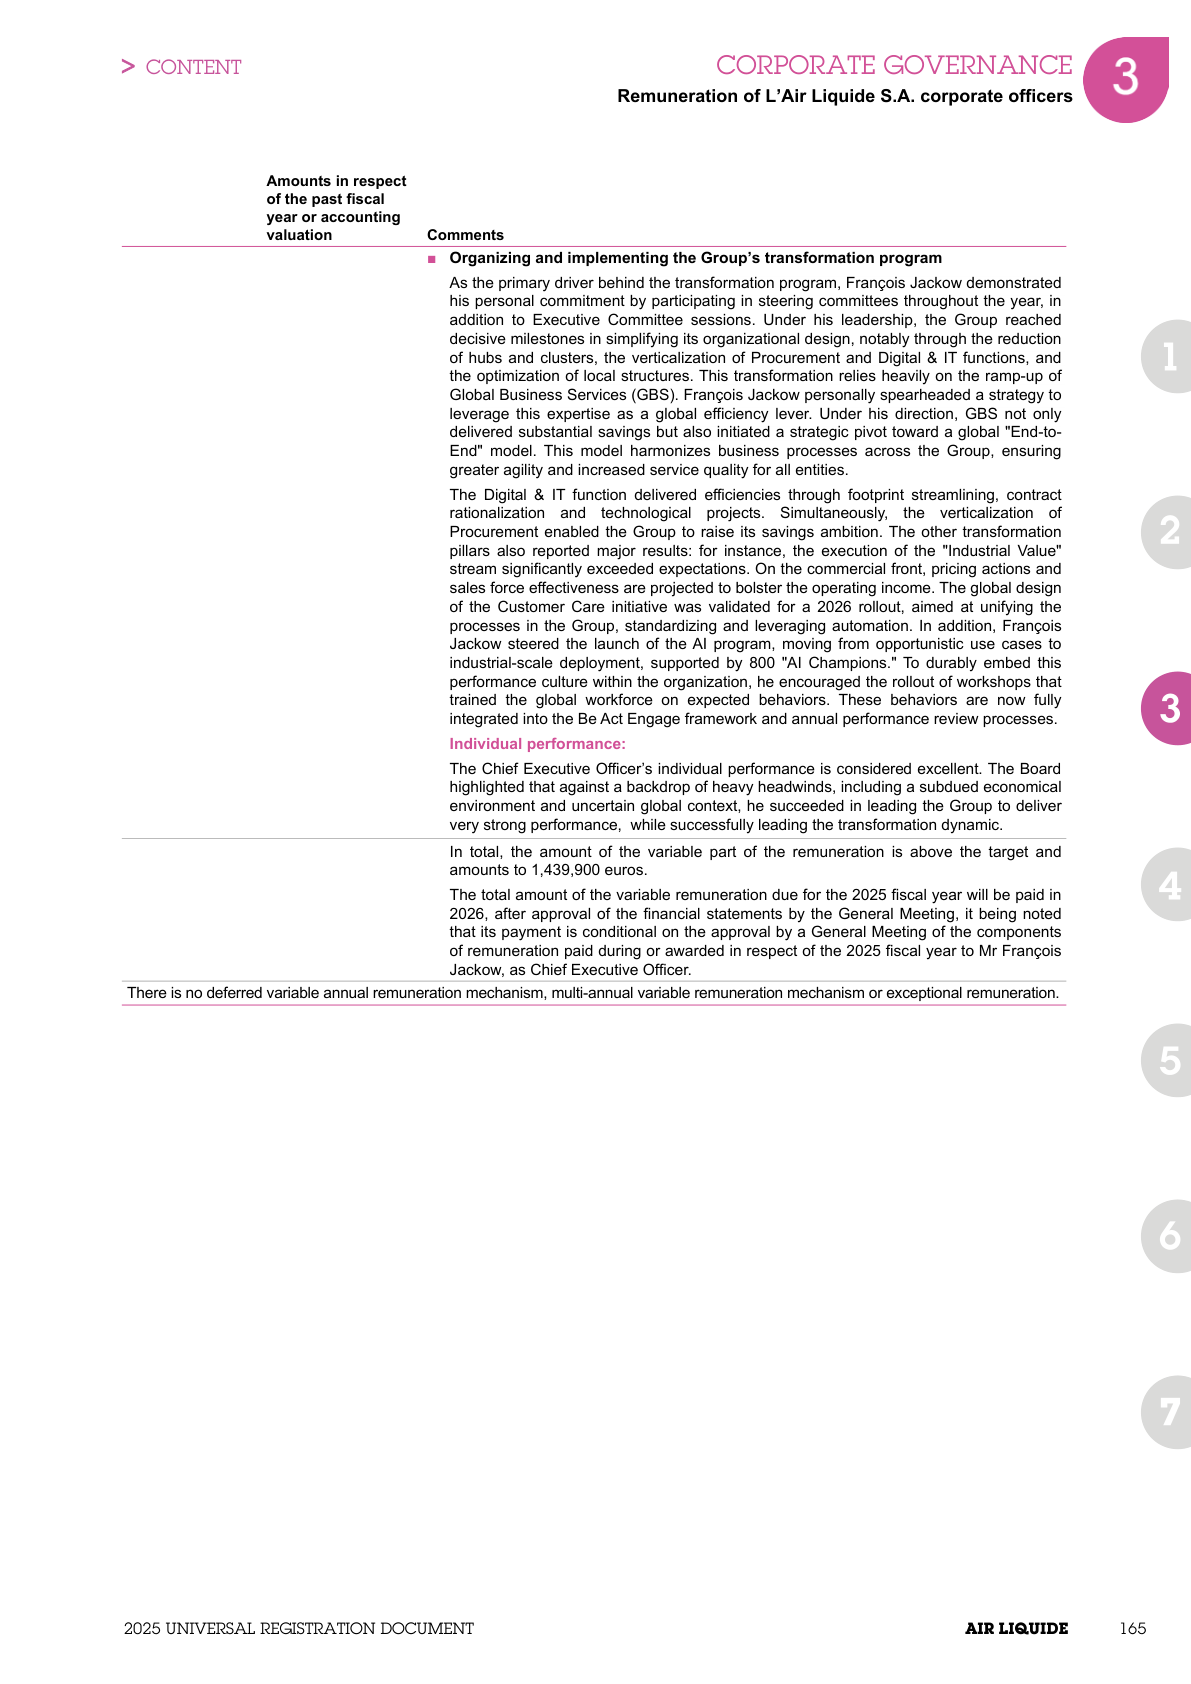 > CONTENT
CORPORATE GOVERNANCE
Remuneration of L'Air Liquide S.A. corporate officers
3
Amounts in respect
of the past fiscal
year or accounting
valuation
Comments
■ Organizing and implementing the Group's transformation program
As the primary driver behind the transformation program, François Jackow demonstrated
his personal commitment by participating in steering committees throughout the year, in
addition to Executive Committee sessions. Under his leadership, the Group reached
decisive milestones in simplifying its organizational design, notably through the reduction
of hubs and clusters, the verticalization of Procurement and Digital & IT functions, and
the optimization of local structures. This transformation relies heavily on the ramp-up of
Global Business Services (GBS). François Jackow personally spearheaded a strategy to
leverage this expertise as a global efficiency lever. Under his direction, GBS not only
delivered substantial savings but also initiated a strategic pivot toward a global "End-to-
End" model. This model harmonizes business processes across the Group, ensuring
greater agility and increased service quality for all entities.
The Digital & IT function delivered efficiencies through footprint streamlining, contract
rationalization and technological projects. Simultaneously, the verticalization of
Procurement enabled the Group to raise its savings ambition. The other transformation
pillars also reported major results: for instance, the execution of the "Industrial Value"
stream significantly exceeded expectations. On the commercial front, pricing actions and
sales force effectiveness are projected to bolster the operating income. The global design
of the Customer Care initiative was validated for a 2026 rollout, aimed at unifying the
processes in the Group, standardizing and leveraging automation. In addition, François
Jackow steered the launch of the AI program, moving from opportunistic use cases to
industrial-scale deployment, supported by 800 "AI Champions." To durably embed this
performance culture within the organization, he encouraged the rollout of workshops that
trained the global workforce on expected behaviors. These behaviors are now fully
integrated into the Be Act Engage framework and annual performance review processes.
Individual performance:
The Chief Executive Officer's individual performance is considered excellent. The Board
highlighted that against a backdrop of heavy headwinds, including a subdued economical
environment and uncertain global context, he succeeded in leading the Group to deliver
very strong performance,  while successfully leading the transformation dynamic.
In total, the amount of the variable part of the remuneration is above the target and
amounts to 1,439,900 euros.
The total amount of the variable remuneration due for the 2025 fiscal year will be paid in
2026, after approval of the financial statements by the General Meeting, it being noted
that its payment is conditional on the approval by a General Meeting of the components
of remuneration paid during or awarded in respect of the 2025 fiscal year to Mr François
Jackow, as Chief Executive Officer.
There is no deferred variable annual remuneration mechanism, multi-annual variable remuneration mechanism or exceptional remuneration.
1
2
3
4
5
6
7
2025 UNIVERSAL REGISTRATION DOCUMENT
AIR LIQUIDE
165